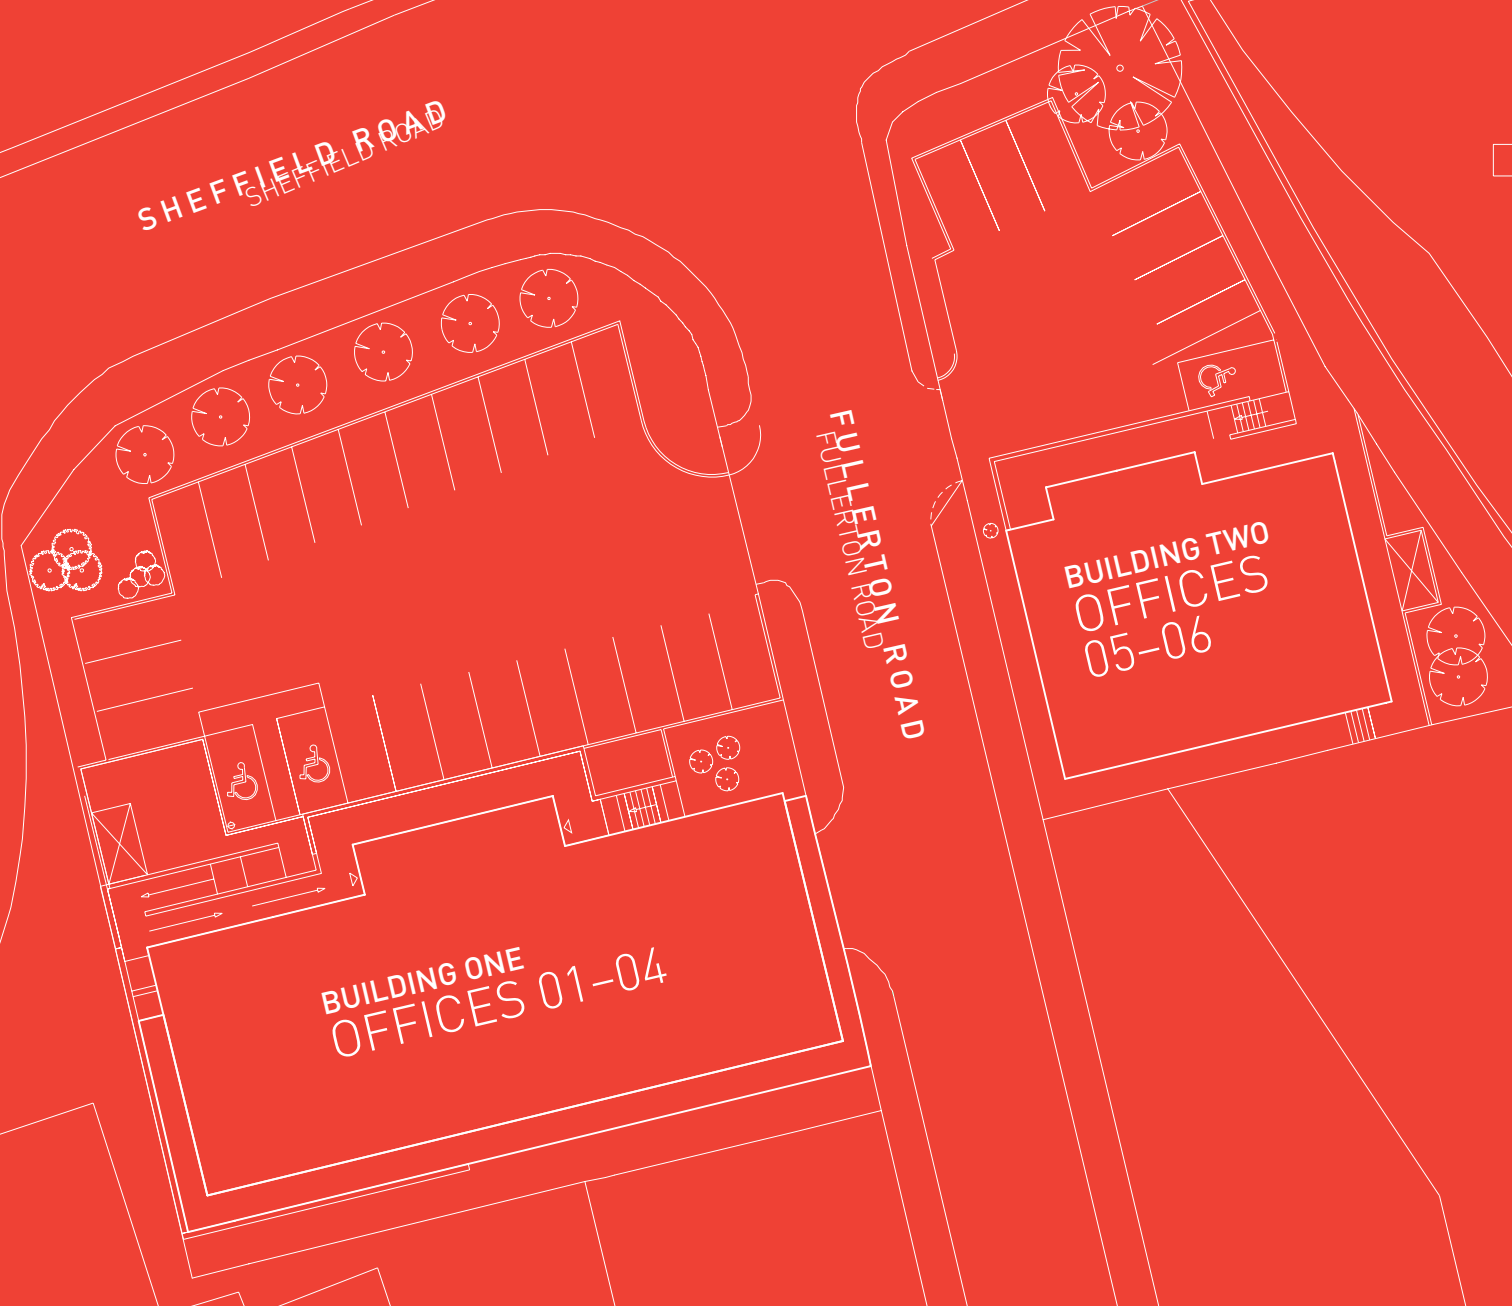 SHEFFIELD ROAD
SHEFFIELD ROAD
FULLERTON ROAD
FULLERTON ROAD
BUILDING TWO
OFFICES
05–06
BUILDING ONE
OFFICES 01–04